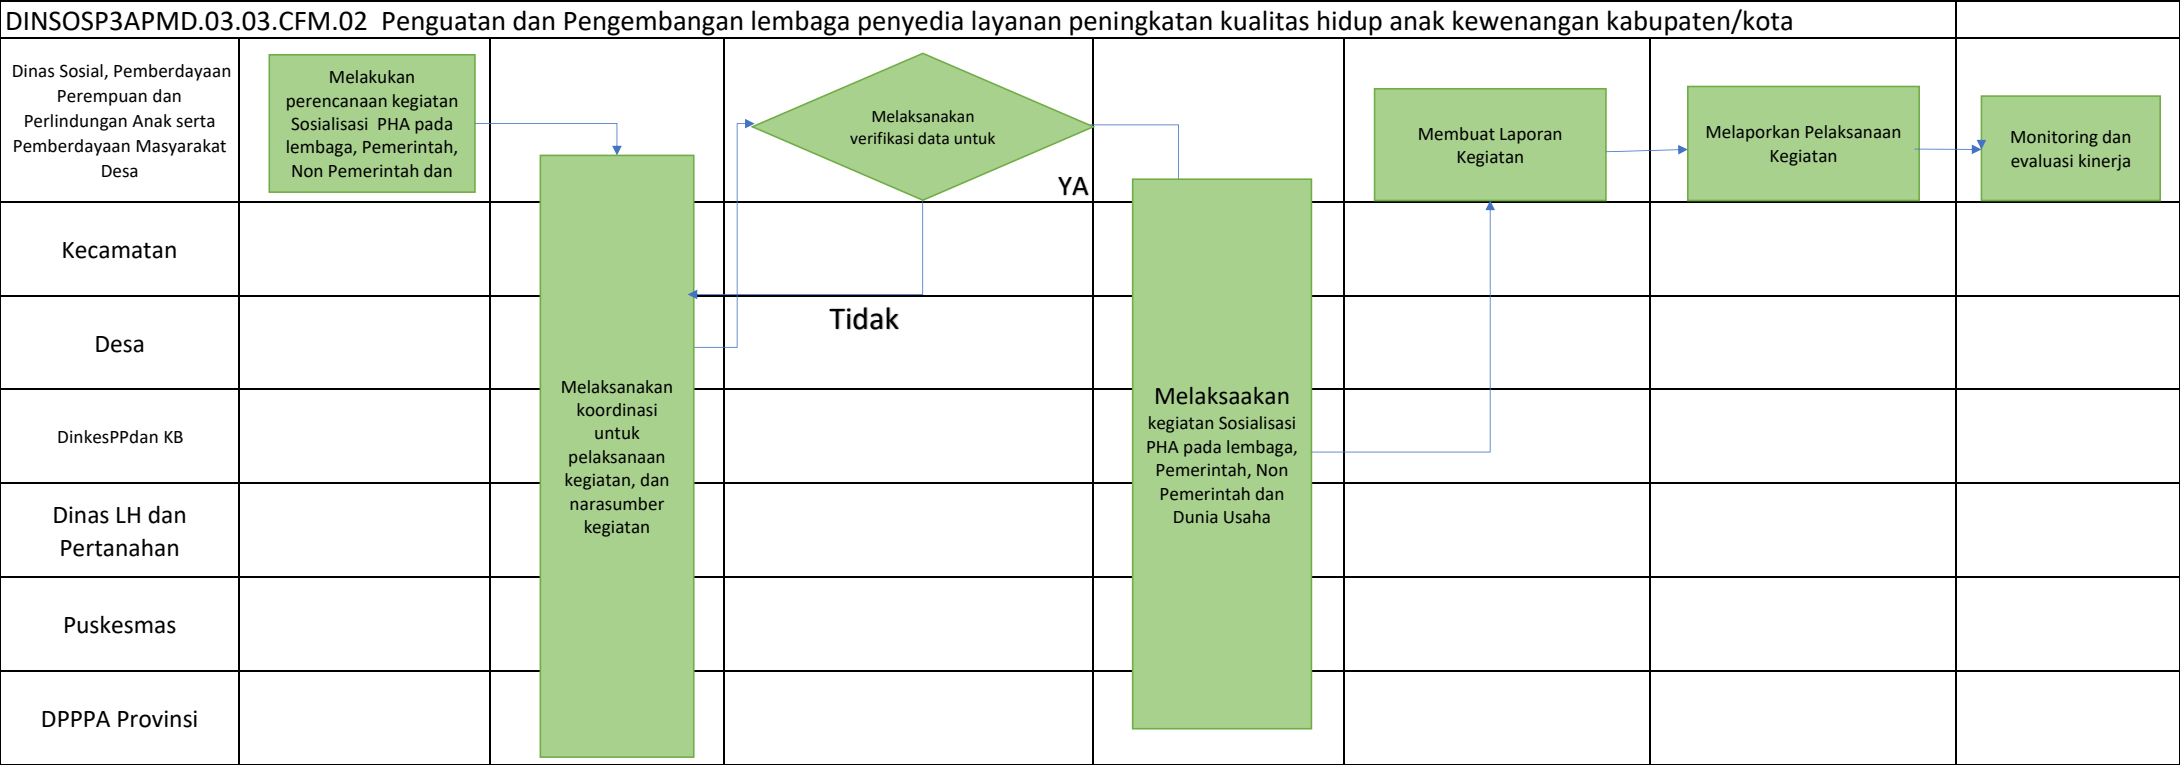 DINSOSP3APMD.03.03.CFM.02 Penguatan dan Pengembangan lembaga penyedia layanan peningkatan kualitas hidup anak kewenangan kabupaten/kota
Dinas Sosial, Pemberdayaan
Perempuan dan
Perlindungan Anak serta
Pemberdayaan Masyarakat
Desa
Melakukan
perencanaan kegiatan
Sosialisasi PHA pada
lembaga, Pemerintah,
Non Pemerintah dan
Melaksanakan
verifikasi data untuk
YA
Membuat Laporan
Kegiatan
Melaporkan Pelaksanaan
Kegiatan
Monitoring dan
evaluasi kinerja
Kecamatan
Tidak
Desa
Melaksanakan
koordinasi
untuk
pelaksanaan
kegiatan, dan
narasumber
kegiatan
Melaksaakan
kegiatan Sosialisasi
PHA pada lembaga,
Pemerintah, Non
Pemerintah dan
Dunia Usaha
DinkesPPdan KB
Dinas LH dan
Pertanahan
Puskesmas
DPPPA Provinsi